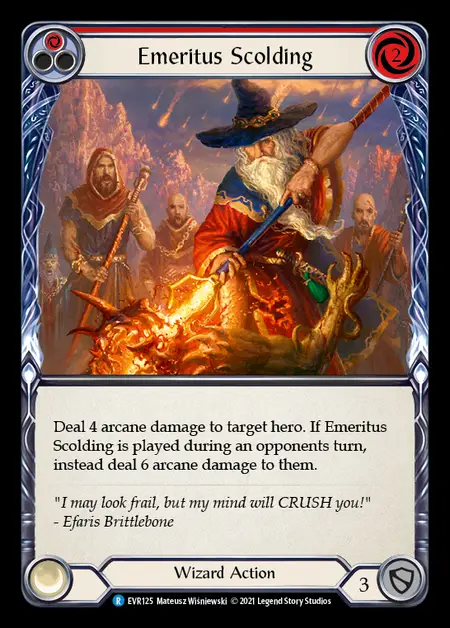 Emeritus Scolding
2
Deal 4 arcane damage to target hero. If Emeritus
Scolding is played during an opponents turn,
instead deal 6 arcane damage to them.
"I may look frail, but my mind will CRUSH you!"
- Efaris Brittlebone
Wizard Action
3
R EVR125 Mateusz Wiśniewski © 2021 Legend Story Studios